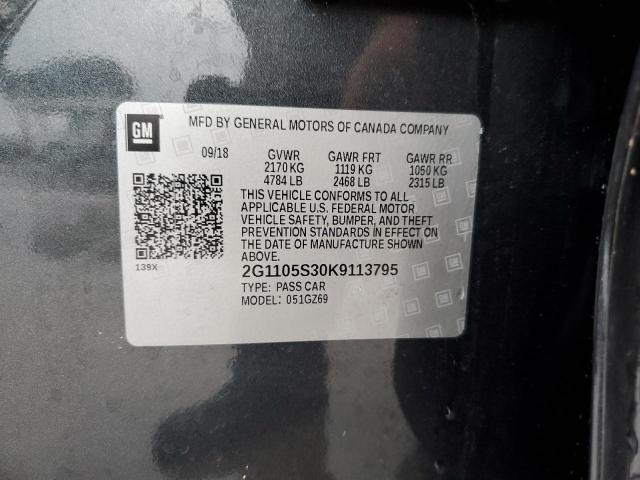 GM
MFD BY GENERAL MOTORS OF CANADA COMPANY
09/18 GVWR GAWR FRT GAWR RR
2170 KG 1119 KG 1050 KG
4784 LB 2468 LB 2315 LB
THIS VEHICLE CONFORMS TO ALL
APPLICABLE U.S. FEDERAL MOTOR
VEHICLE SAFETY, BUMPER, AND THEFT
PREVENTION STANDARDS IN EFFECT ON
THE DATE OF MANUFACTURE SHOWN
ABOVE.
139X
2G1105S30K9113795
TYPE: PASS CAR
MODEL: 051GZ69